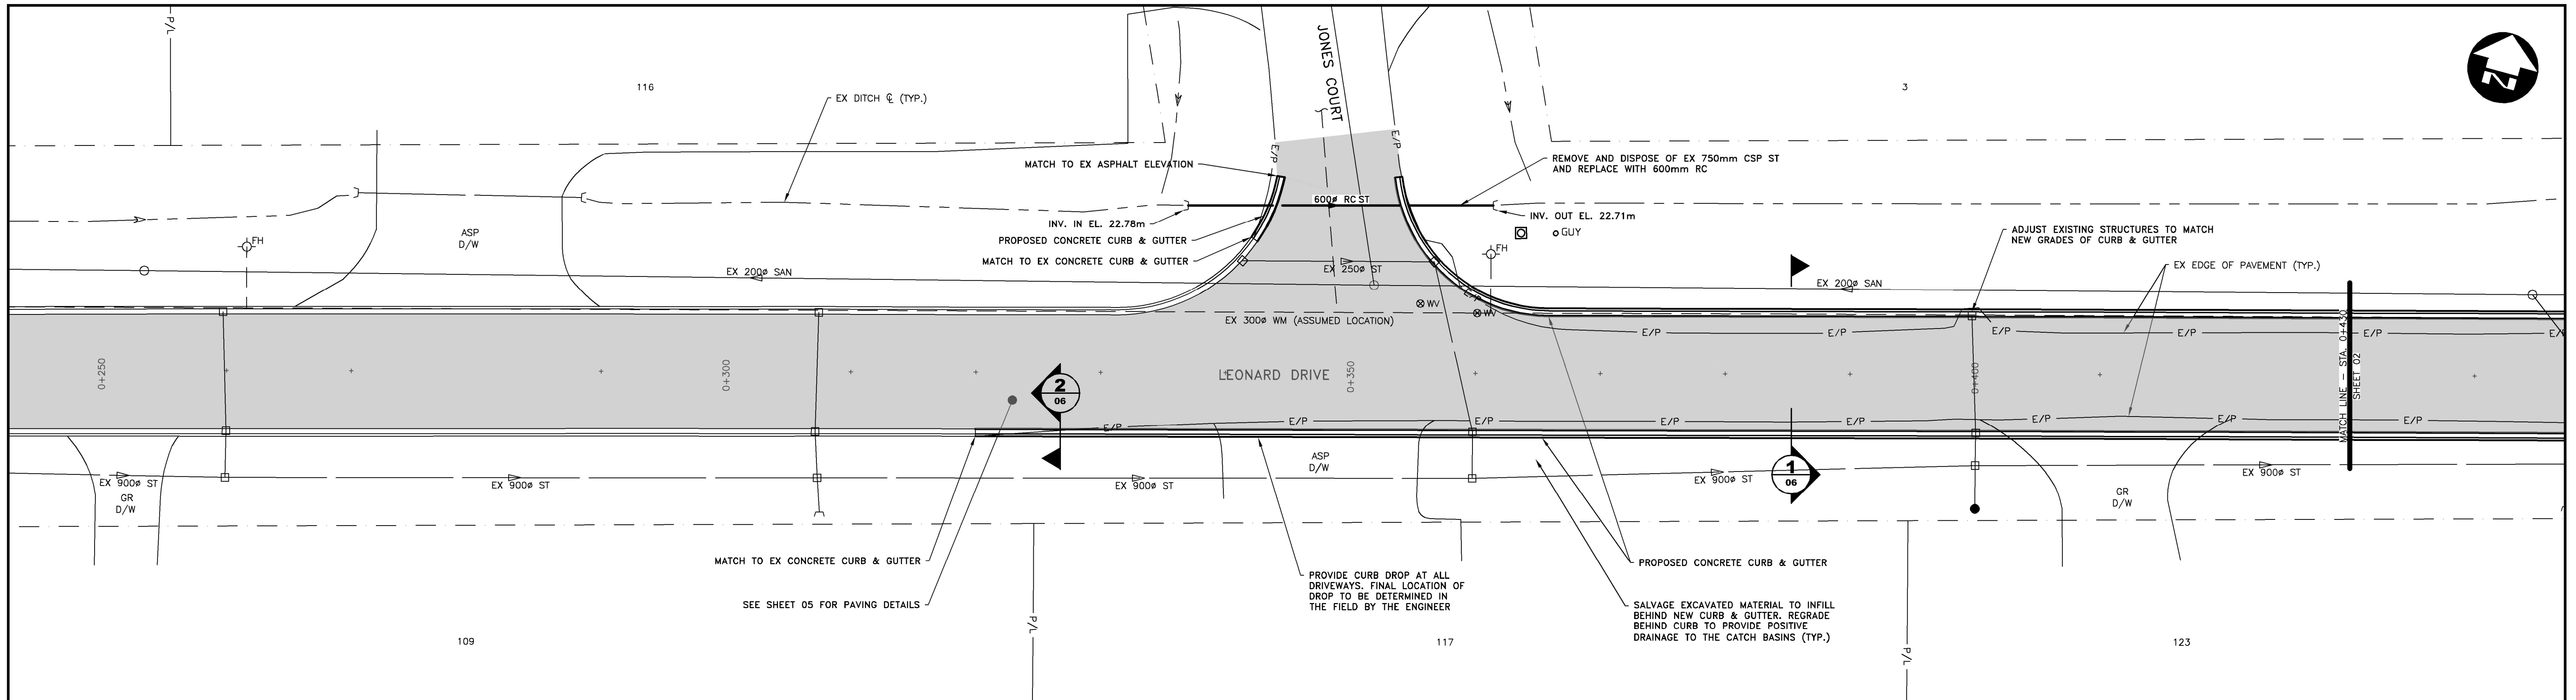 P/L
JONES COURT
116
EX DITCH ℄ (TYP.)
3
N
E/P
E/P
MATCH TO EX ASPHALT ELEVATION
REMOVE AND DISPOSE OF EX 750mm CSP ST
AND REPLACE WITH 600mm RC
600ø RC ST
INV. IN EL. 22.78m
INV. OUT EL. 22.71m
PROPOSED CONCRETE CURB & GUTTER
MATCH TO EX CONCRETE CURB & GUTTER
FH
ASP
D/W
GUY
FH
ADJUST EXISTING STRUCTURES TO MATCH
NEW GRADES OF CURB & GUTTER
EX EDGE OF PAVEMENT (TYP.)
EX 200ø SAN
EX 250ø ST
EX 200ø SAN
WV
WV
EX 300ø WM (ASSUMED LOCATION)
E/P
E/P
E/P
E/P
E/P
E/P
E/P
0+250
0+300
LEONARD DRIVE
0+350
0+400
MATCH LINE - STA. 0+430
SHEET 02
2
06
E/P
E/P
E/P
E/P
E/P
E/P
E/P
E/P
E/P
EX 900ø ST
GR
D/W
EX 900ø ST
EX 900ø ST
ASP
D/W
EX 900ø ST
1
06
GR
D/W
EX 900ø ST
MATCH TO EX CONCRETE CURB & GUTTER
SEE SHEET 05 FOR PAVING DETAILS
PROVIDE CURB DROP AT ALL
DRIVEWAYS. FINAL LOCATION OF
DROP TO BE DETERMINED IN
THE FIELD BY THE ENGINEER
PROPOSED CONCRETE CURB & GUTTER
SALVAGE EXCAVATED MATERIAL TO INFILL
BEHIND NEW CURB & GUTTER. REGRADE
BEHIND CURB TO PROVIDE POSITIVE
DRAINAGE TO THE CATCH BASINS (TYP.)
109
P/L
117
P/L
123